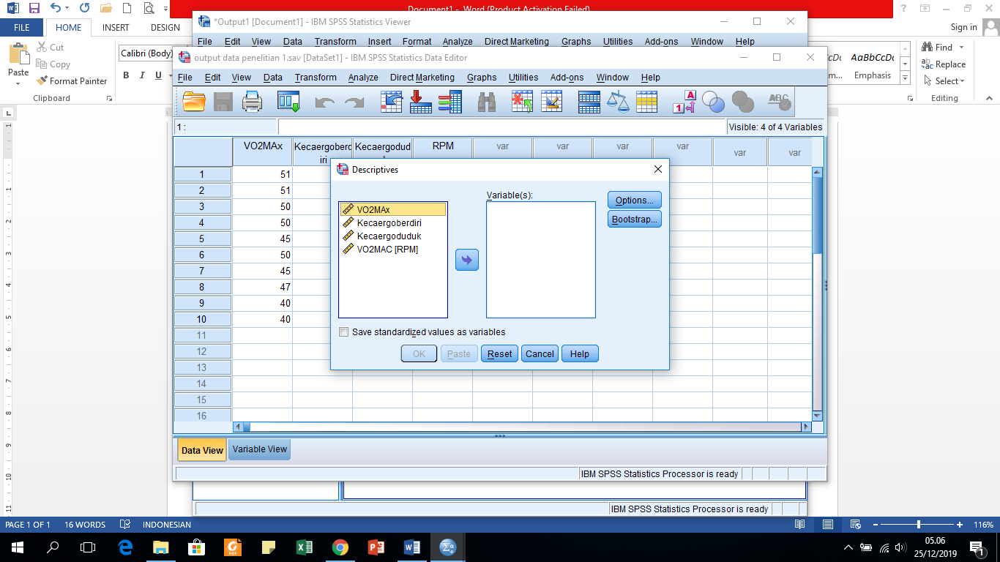 Document1 - Word (Product Activation Failed)
FILE HOME INSERT DESIGN
Sign in
*Output1 [Document1] - IBM SPSS Statistics Viewer
File Edit View Data Transform Insert Format Analyze Direct Marketing Graphs Utilities Add-ons Window Help
Paste
Cut
Copy
Format Painter
Clipboard
Calibri (Body)
B I U
AaBbCcDc
Emphasis
Find
Replace
Select
Editing
output data penelitian 1.sav [DataSet1] - IBM SPSS Statistics Data Editor
File Edit View Data Transform Analyze Direct Marketing Graphs Utilities Add-ons Window Help
1 :
Visible: 4 of 4 Variables
VO2MAx Kecaergoberd Kecaergodud RPM var var var var var var
iri
1 51
2 51
3 50
4 50
5 45
6 50
7 45
8 47
9 40
10 40
11
12
13
14
15
16
Descriptives
Variable(s):
VO2MAx
Kecaergoberdiri
Kecaergoduduk
VO2MAC [RPM]
Options...
Bootstrap...
Save standardized values as variables
OK Paste Reset Cancel Help
Data View Variable View
IBM SPSS Statistics Processor is ready
IBM SPSS Statistics Processor is ready
PAGE 1 OF 1 16 WORDS INDONESIAN
116%
05.06
25/12/2019